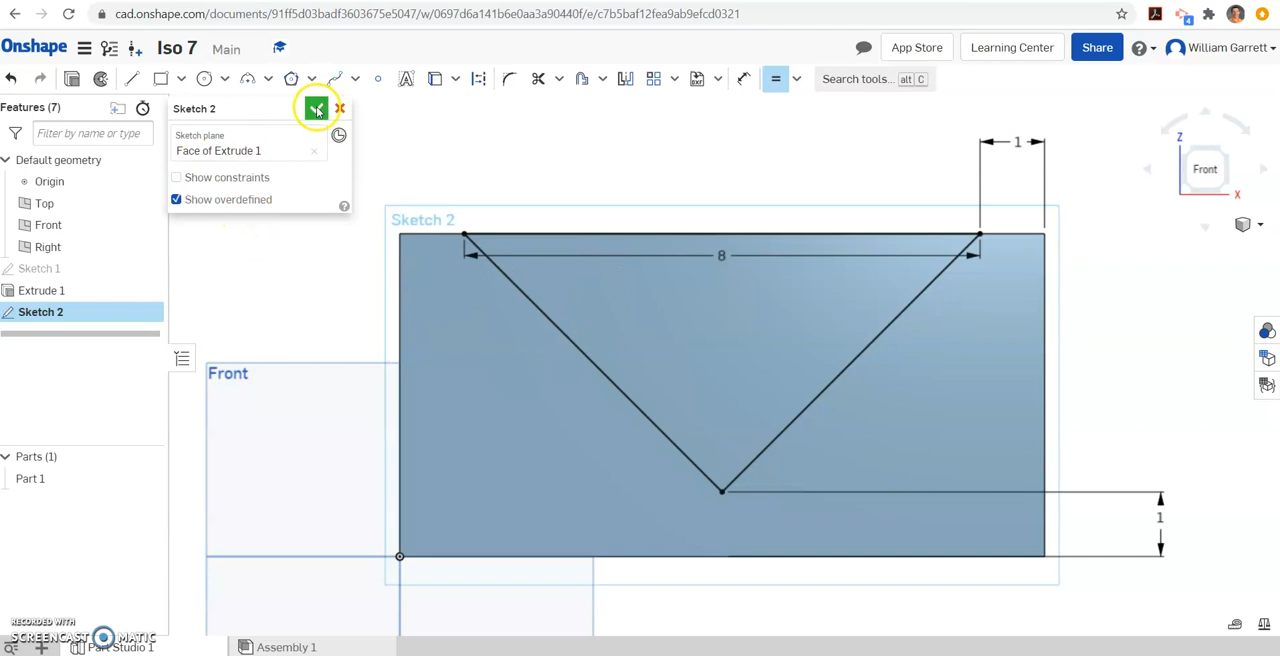 cad.onshape.com/documents/91ff5d03badf3603675e5047/w/0697d6a141b6e0aa3a90440f/e/c7b5baf12fea9ab9efcd0321
4
Onshape
Iso 7
Main
App Store
Learning Center
Share
William Garrett
Search tools... alt C
Features (7)
Filter by name or type
Default geometry
Origin
Top
Front
Right
Sketch 1
Extrude 1
Sketch 2
Parts (1)
Part 1
Sketch 2
Sketch plane
Face of Extrude 1
Show constraints
Show overdefined
Sketch 2
Front
8
1
1
Z
Front
X
RECORDED WITH
SCREENCAST MATIC
Part Studio 1
Assembly 1